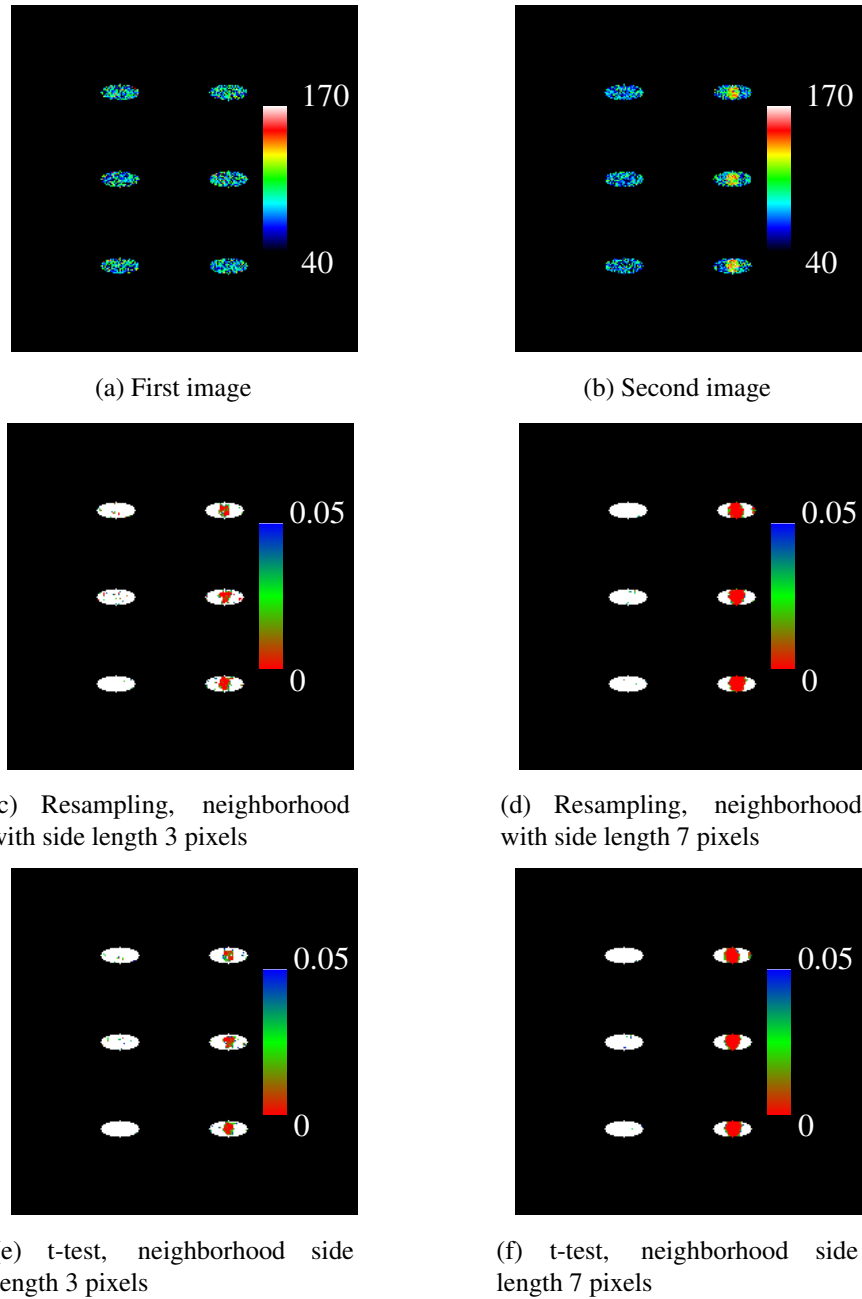 170
40
170
40
(a) First image
(b) Second image
0.05
0
0.05
0
c) Resampling, neighborhood
with side length 3 pixels
(d) Resampling, neighborhood
with side length 7 pixels
0.05
0
0.05
0
e) t-test, neighborhood side
length 3 pixels
(f) t-test, neighborhood side
length 7 pixels